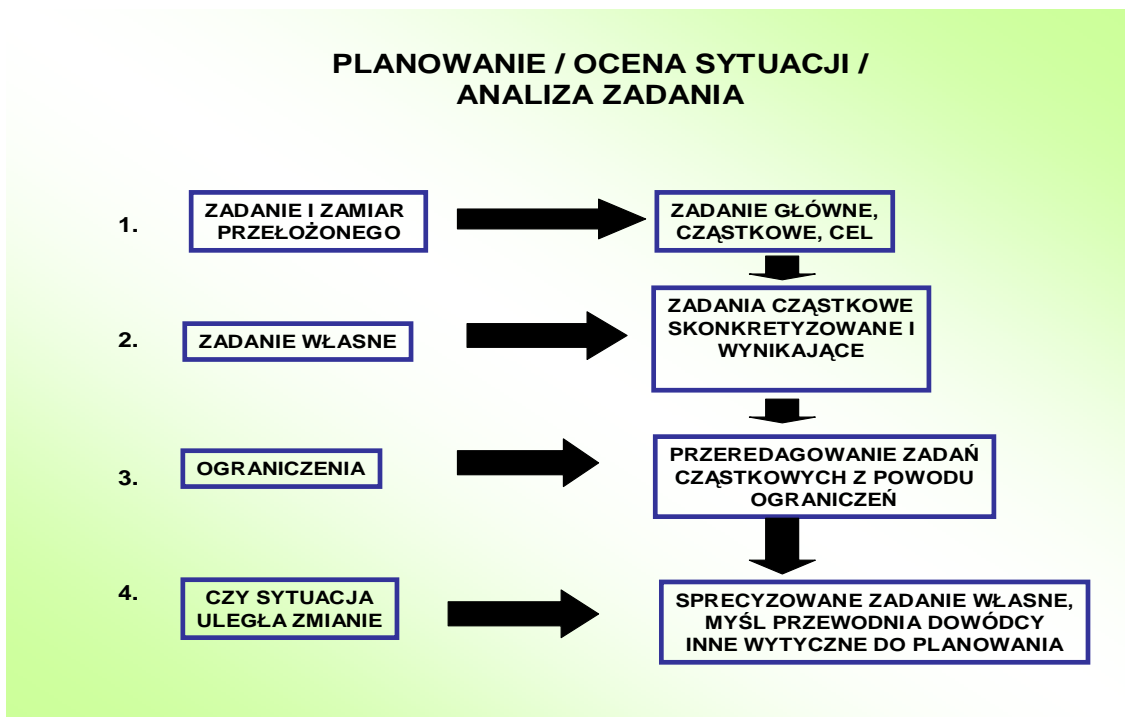 PLANOWANIE / OCENA SYTUACJI /
ANALIZA ZADANIA
1.
ZADANIE I ZAMIAR
PRZEŁOŻONEGO
ZADANIE GŁÓWNE,
CZĄSTKOWE, CEL
2.
ZADANIE WŁASNE
ZADANIA CZĄSTKOWE
SKONKRETYZOWANE I
WYNIKAJĄCE
3.
OGRANICZENIA
PRZEREDAGOWANIE ZADAŃ
CZĄSTKOWYCH Z POWODU
OGRANICZEŃ
4.
CZY SYTUACJA
ULEGŁA ZMIANIE
SPRECYZOWANE ZADANIE WŁASNE,
MYŚL PRZEWODNIA DOWÓDCY
INNE WYTYCZNE DO PLANOWANIA